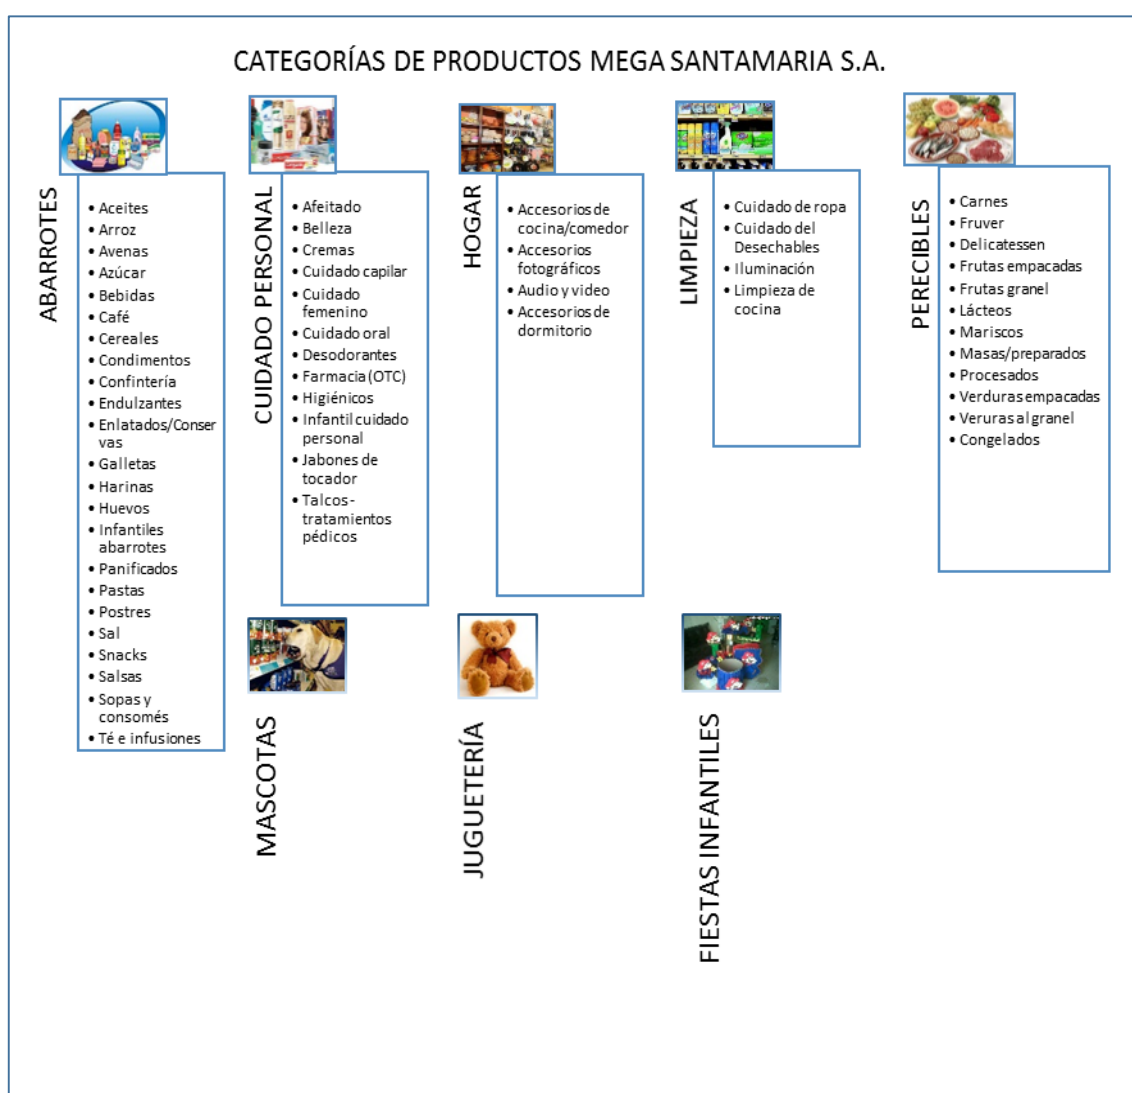 CATEGORÍAS DE PRODUCTOS MEGA SANTAMARIA S.A.
ABARROTES
• Aceites
• Arroz
• Avenas
• Azúcar
• Bebidas
• Café
• Cereales
• Condimentos
• Confintería
• Endulzantes
• Enlatados/Conser
vas
• Galletas
• Harinas
• Huevos
• Infantiles
abarrotes
• Panificados
• Pastas
• Postres
• Sal
• Snacks
• Salsas
• Sopas y
consomés
• Té e infusiones
CUIDADO PERSONAL
• Afeitado
• Belleza
• Cremas
• Cuidado capilar
• Cuidado
femenino
• Cuidado oral
• Desodorantes
• Farmacia (OTC)
• Higiénicos
• Infantil cuidado
personal
• Jabones de
tocador
• Talcos-
tratamientos
pédicos
HOGAR
• Accesorios de
cocina/comedor
• Accesorios
fotográficos
• Audio y video
• Accesorios de
dormitorio
LIMPIEZA
• Cuidado de ropa
• Cuidado del
Desechables
• Iluminación
• Limpieza de
cocina
PERECIBLES
• Carnes
• Fruver
• Delicatessen
• Frutas empacadas
• Frutas granel
• Lácteos
• Mariscos
• Masas/preparados
• Procesados
• Verduras empacadas
• Veruras al granel
• Congelados
MASCOTAS
JUGUETERÍA
FIESTAS INFANTILES